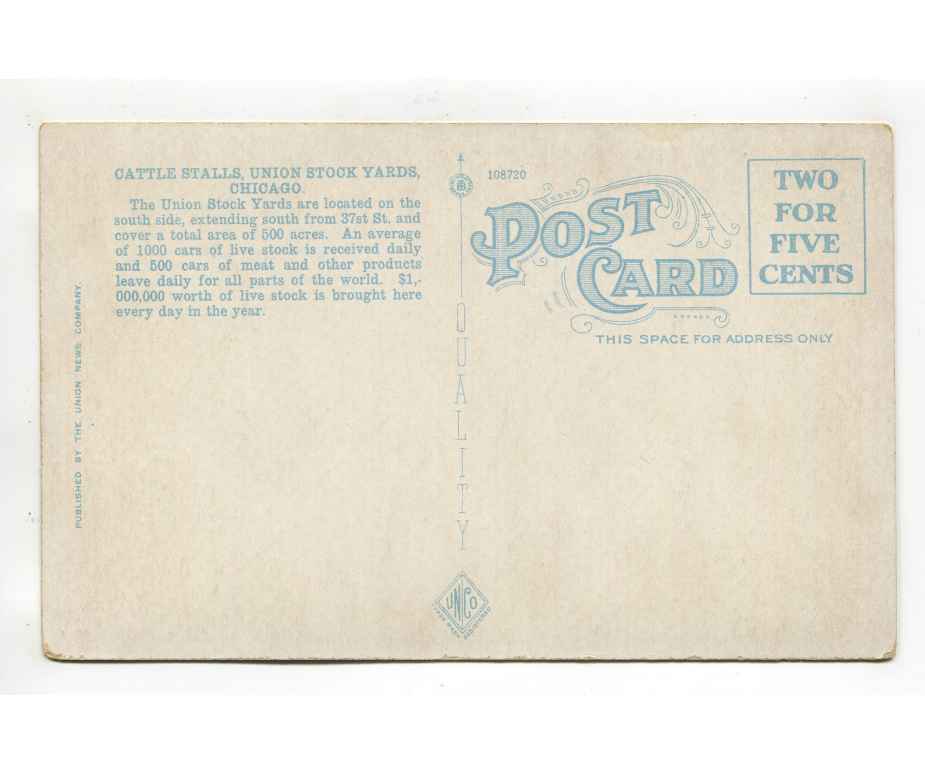 CATTLE STALLS, UNION STOCK YARDS,
CHICAGO.
The Union Stock Yards are located on the
south side, extending south from 37st St. and
cover a total area of 500 acres. An average
of 1000 cars of live stock is received daily
and 500 cars of meat and other products
leave daily for all parts of the world. $1,-
000,000 worth of live stock is brought here
every day in the year.
PUBLISHED BY THE UNION NEWS COMPANY.
QUALITY
UNICO
TRADE MARK REGISTERED
108720
POST
CARD
TWO
FOR
FIVE
CENTS
THIS SPACE FOR ADDRESS ONLY